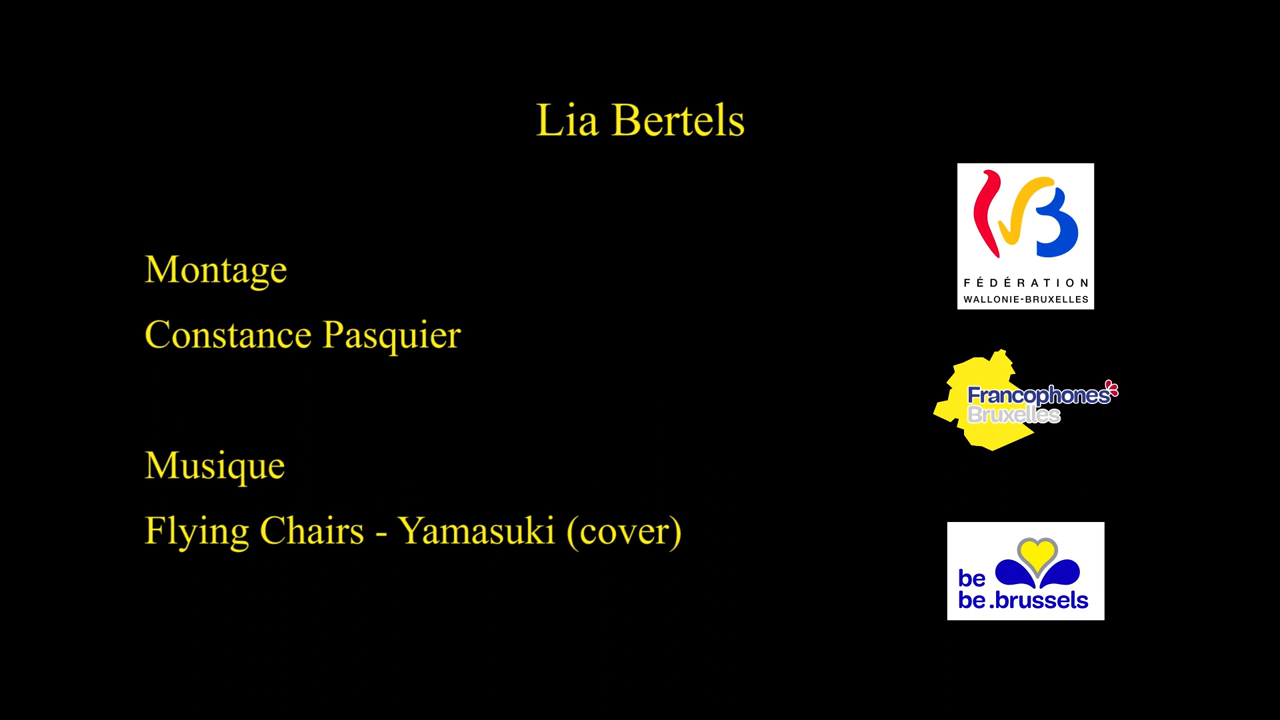 Lia Bertels
Montage
Constance Pasquier
Musique
Flying Chairs - Yamasuki (cover)
FÉDÉRATION
WALLONIE-BRUXELLES
Francophones
Bruxelles
be
be.brussels